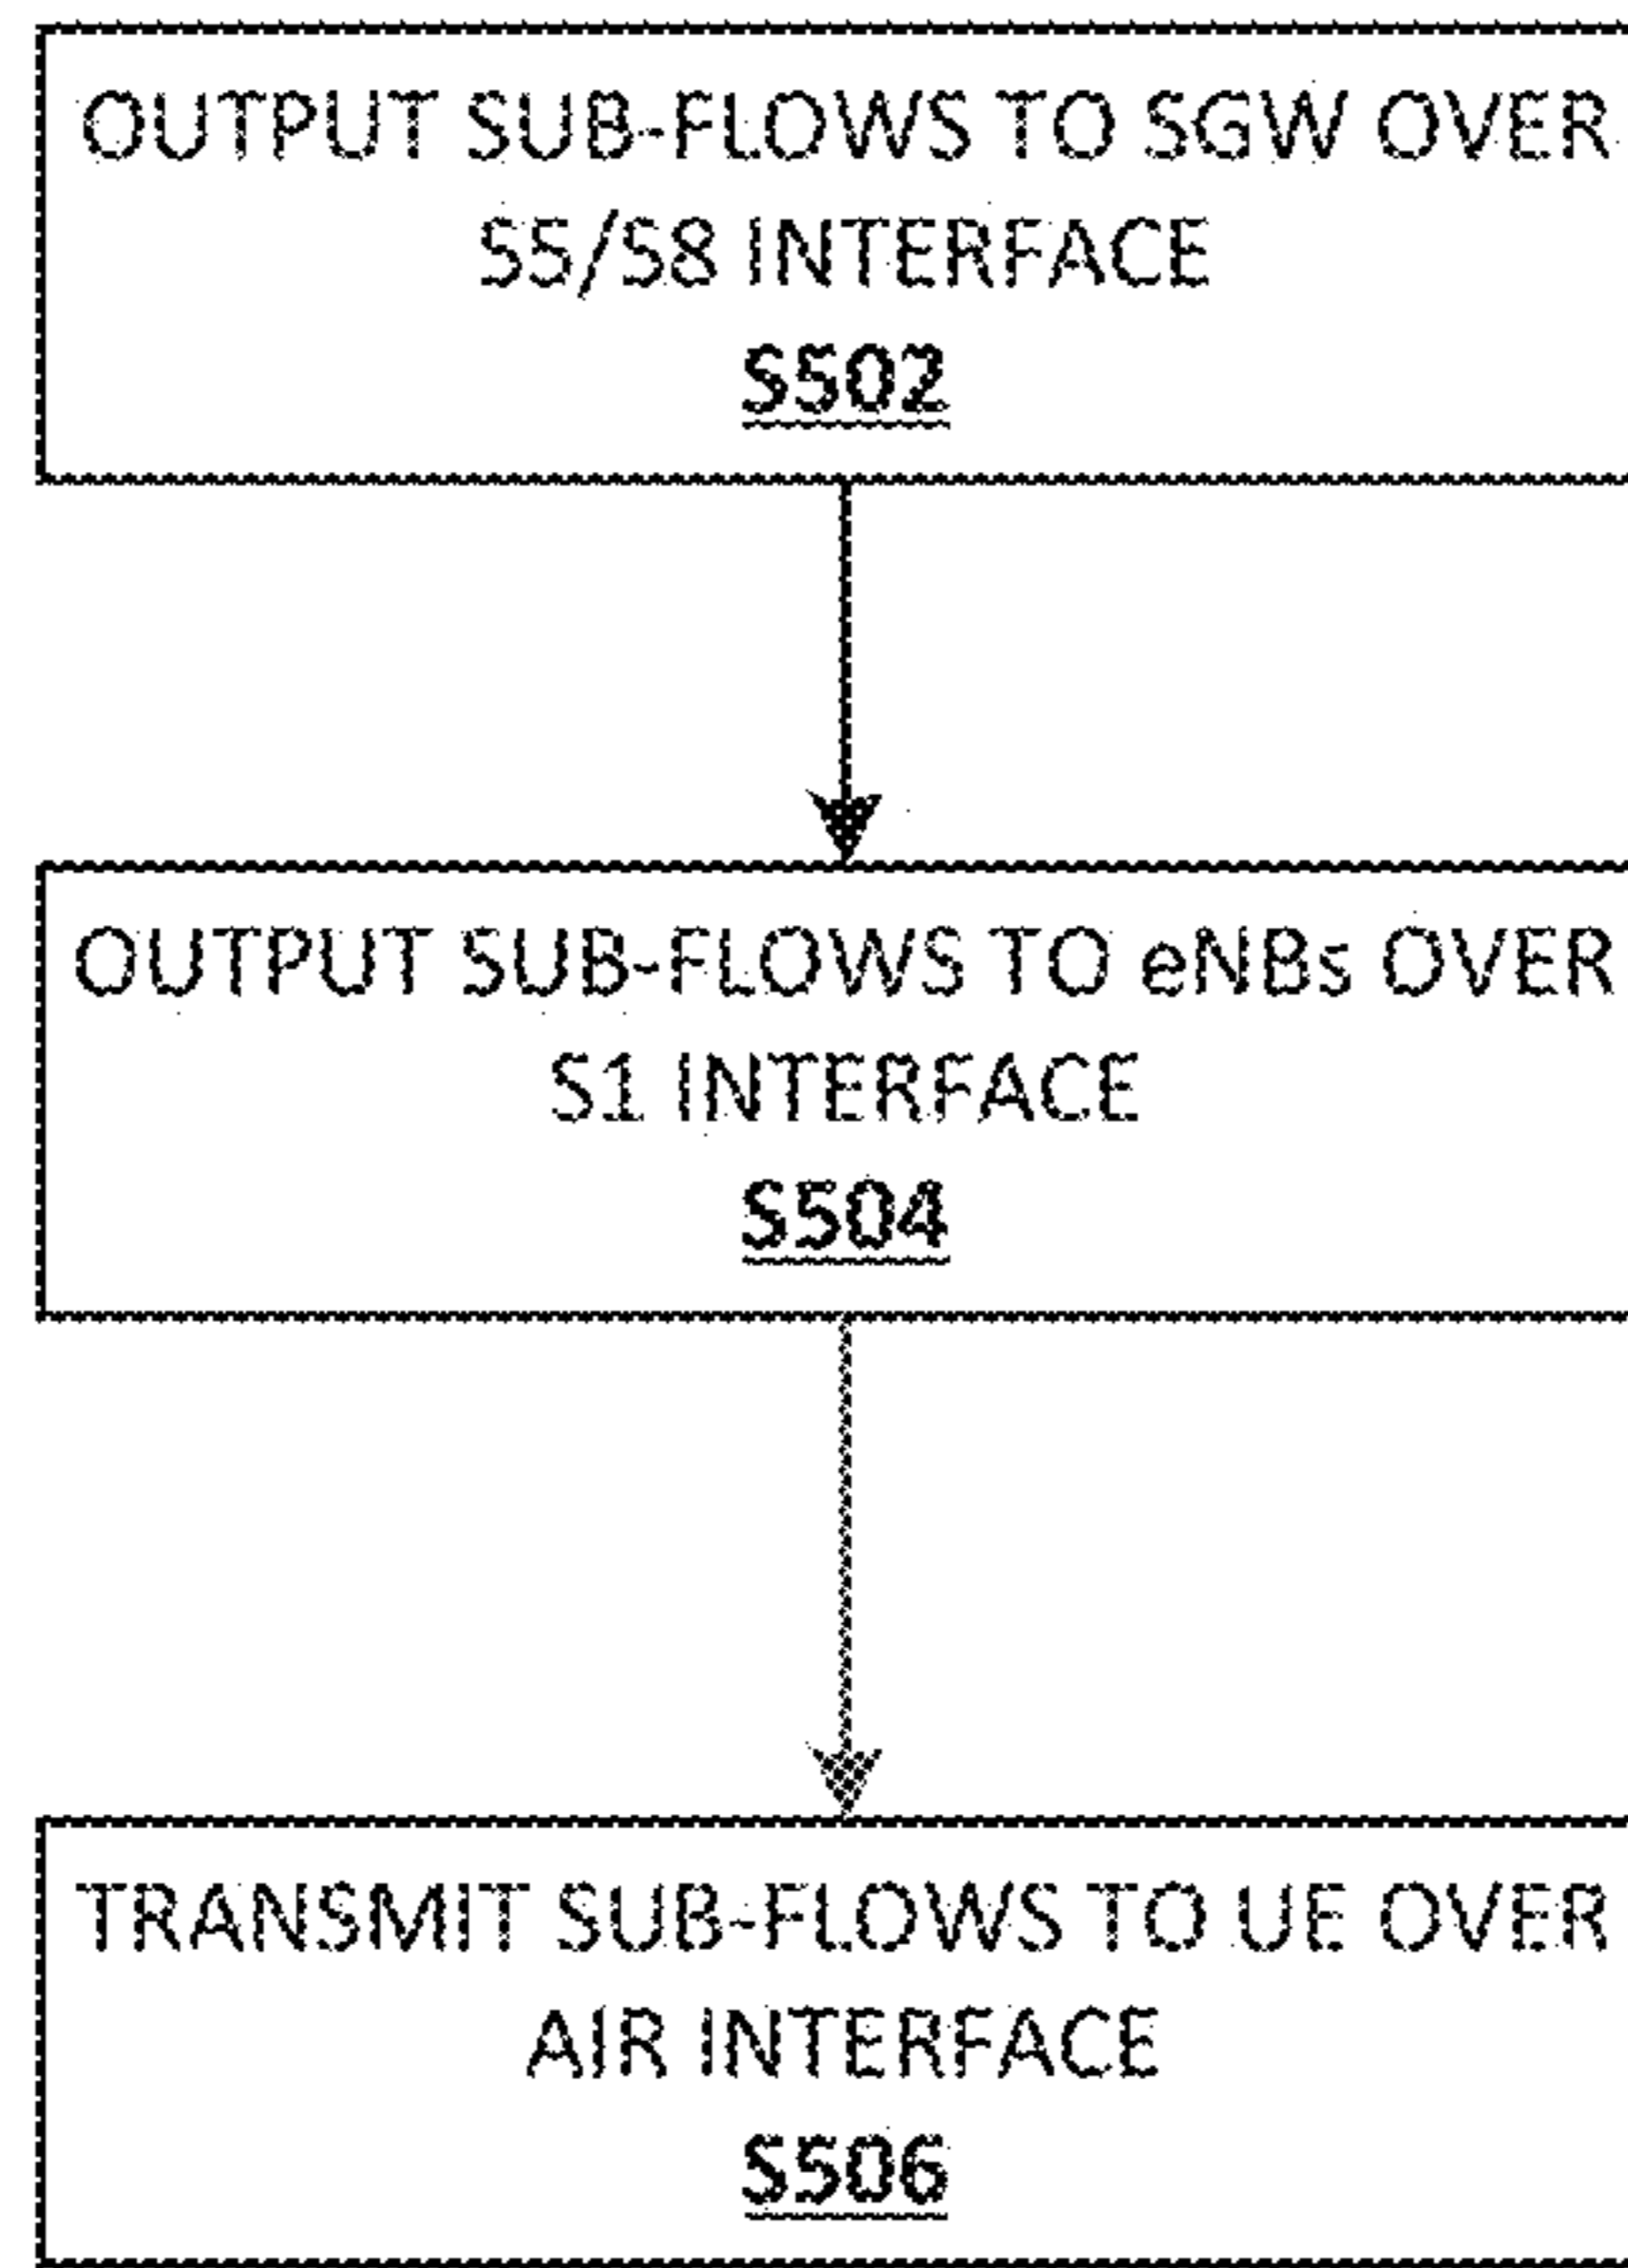 OUTPUT SUB-FLOWS TO SGW OVER
S5/S8 INTERFACE
S502
OUTPUT SUB-FLOWS TO eNBs OVER
S1 INTERFACE
S504
TRANSMIT SUB-FLOWS TO UE OVER
AIR INTERFACE
S506